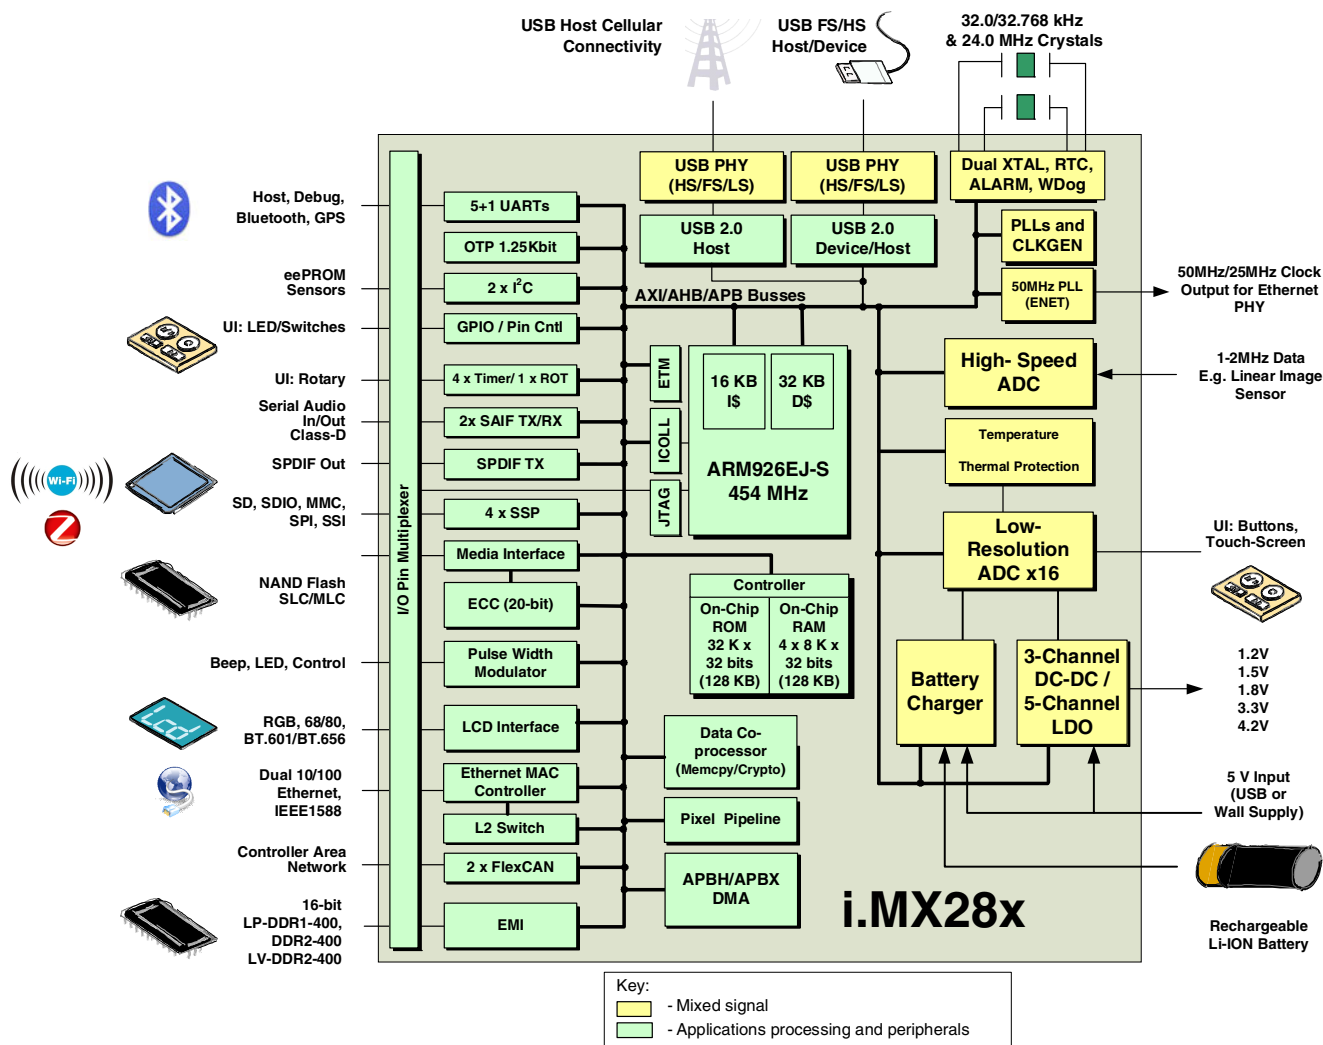 USB Host Cellular
Connectivity
USB FS/HS
Host/Device
32.0/32.768 kHz
& 24.0 MHz Crystals
I/O Pin Multiplexer
Host, Debug,
Bluetooth, GPS
eePROM
Sensors
UI: LED/Switches
UI: Rotary
Serial Audio
In/Out
Class-D
SPDIF Out
Wi-Fi
SD, SDIO, MMC,
SPI, SSI
NAND Flash
SLC/MLC
Beep, LED, Control
RGB, 68/80,
BT.601/BT.656
Dual 10/100
Ethernet,
IEEE1588
Controller Area
Network
16-bit
LP-DDR1-400,
DDR2-400
LV-DDR2-400
5+1 UARTs
OTP 1.25Kbit
2 x I²C
GPIO / Pin Cntl
4 x Timer/ 1 x ROT
2x SAIF TX/RX
SPDIF TX
4 x SSP
Media Interface
ECC (20-bit)
Pulse Width
Modulator
LCD Interface
Ethernet MAC
Controller
L2 Switch
2 x FlexCAN
EMI
USB PHY
(HS/FS/LS)
USB 2.0
Host
USB PHY
(HS/FS/LS)
USB 2.0
Device/Host
AXI/AHB/APB Busses
ETM
ICOLL
JTAG
16 KB
I$
32 KB
D$
ARM926EJ-S
454 MHz
Controller
On-Chip
ROM
32 K x
32 bits
(128 KB)
On-Chip
RAM
4 x 8 K x
32 bits
(128 KB)
Data Co-
processor
(Memcpy/Crypto)
Pixel Pipeline
APBH/APBX
DMA
Dual XTAL, RTC,
ALARM, WDog
PLLs and
CLKGEN
50MHz PLL
(ENET)
High- Speed
ADC
Temperature
Thermal Protection
Low-
Resolution
ADC x16
Battery
Charger
3-Channel
DC-DC /
5-Channel
LDO
i.MX28x
50MHz/25MHz Clock
Output for Ethernet
PHY
1-2MHz Data
E.g. Linear Image
Sensor
UI: Buttons,
Touch-Screen
1.2V
1.5V
1.8V
3.3V
4.2V
5 V Input
(USB or
Wall Supply)
Rechargeable
Li-ION Battery
Key:
- Mixed signal
- Applications processing and peripherals